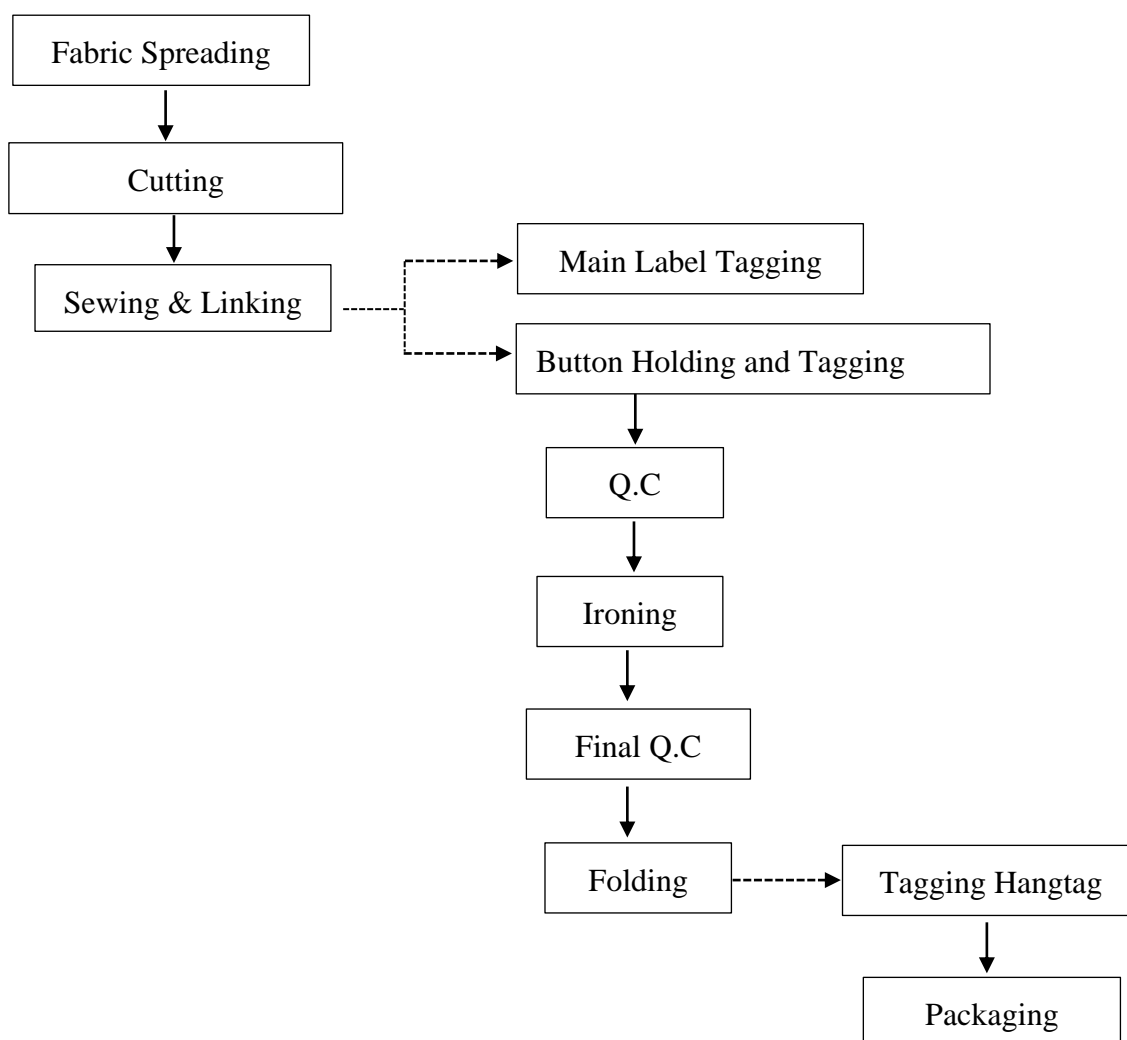 Fabric Spreading
Cutting
Sewing & Linking
Main Label Tagging
Button Holding and Tagging
Q.C
Ironing
Final Q.C
Folding
Tagging Hangtag
Packaging